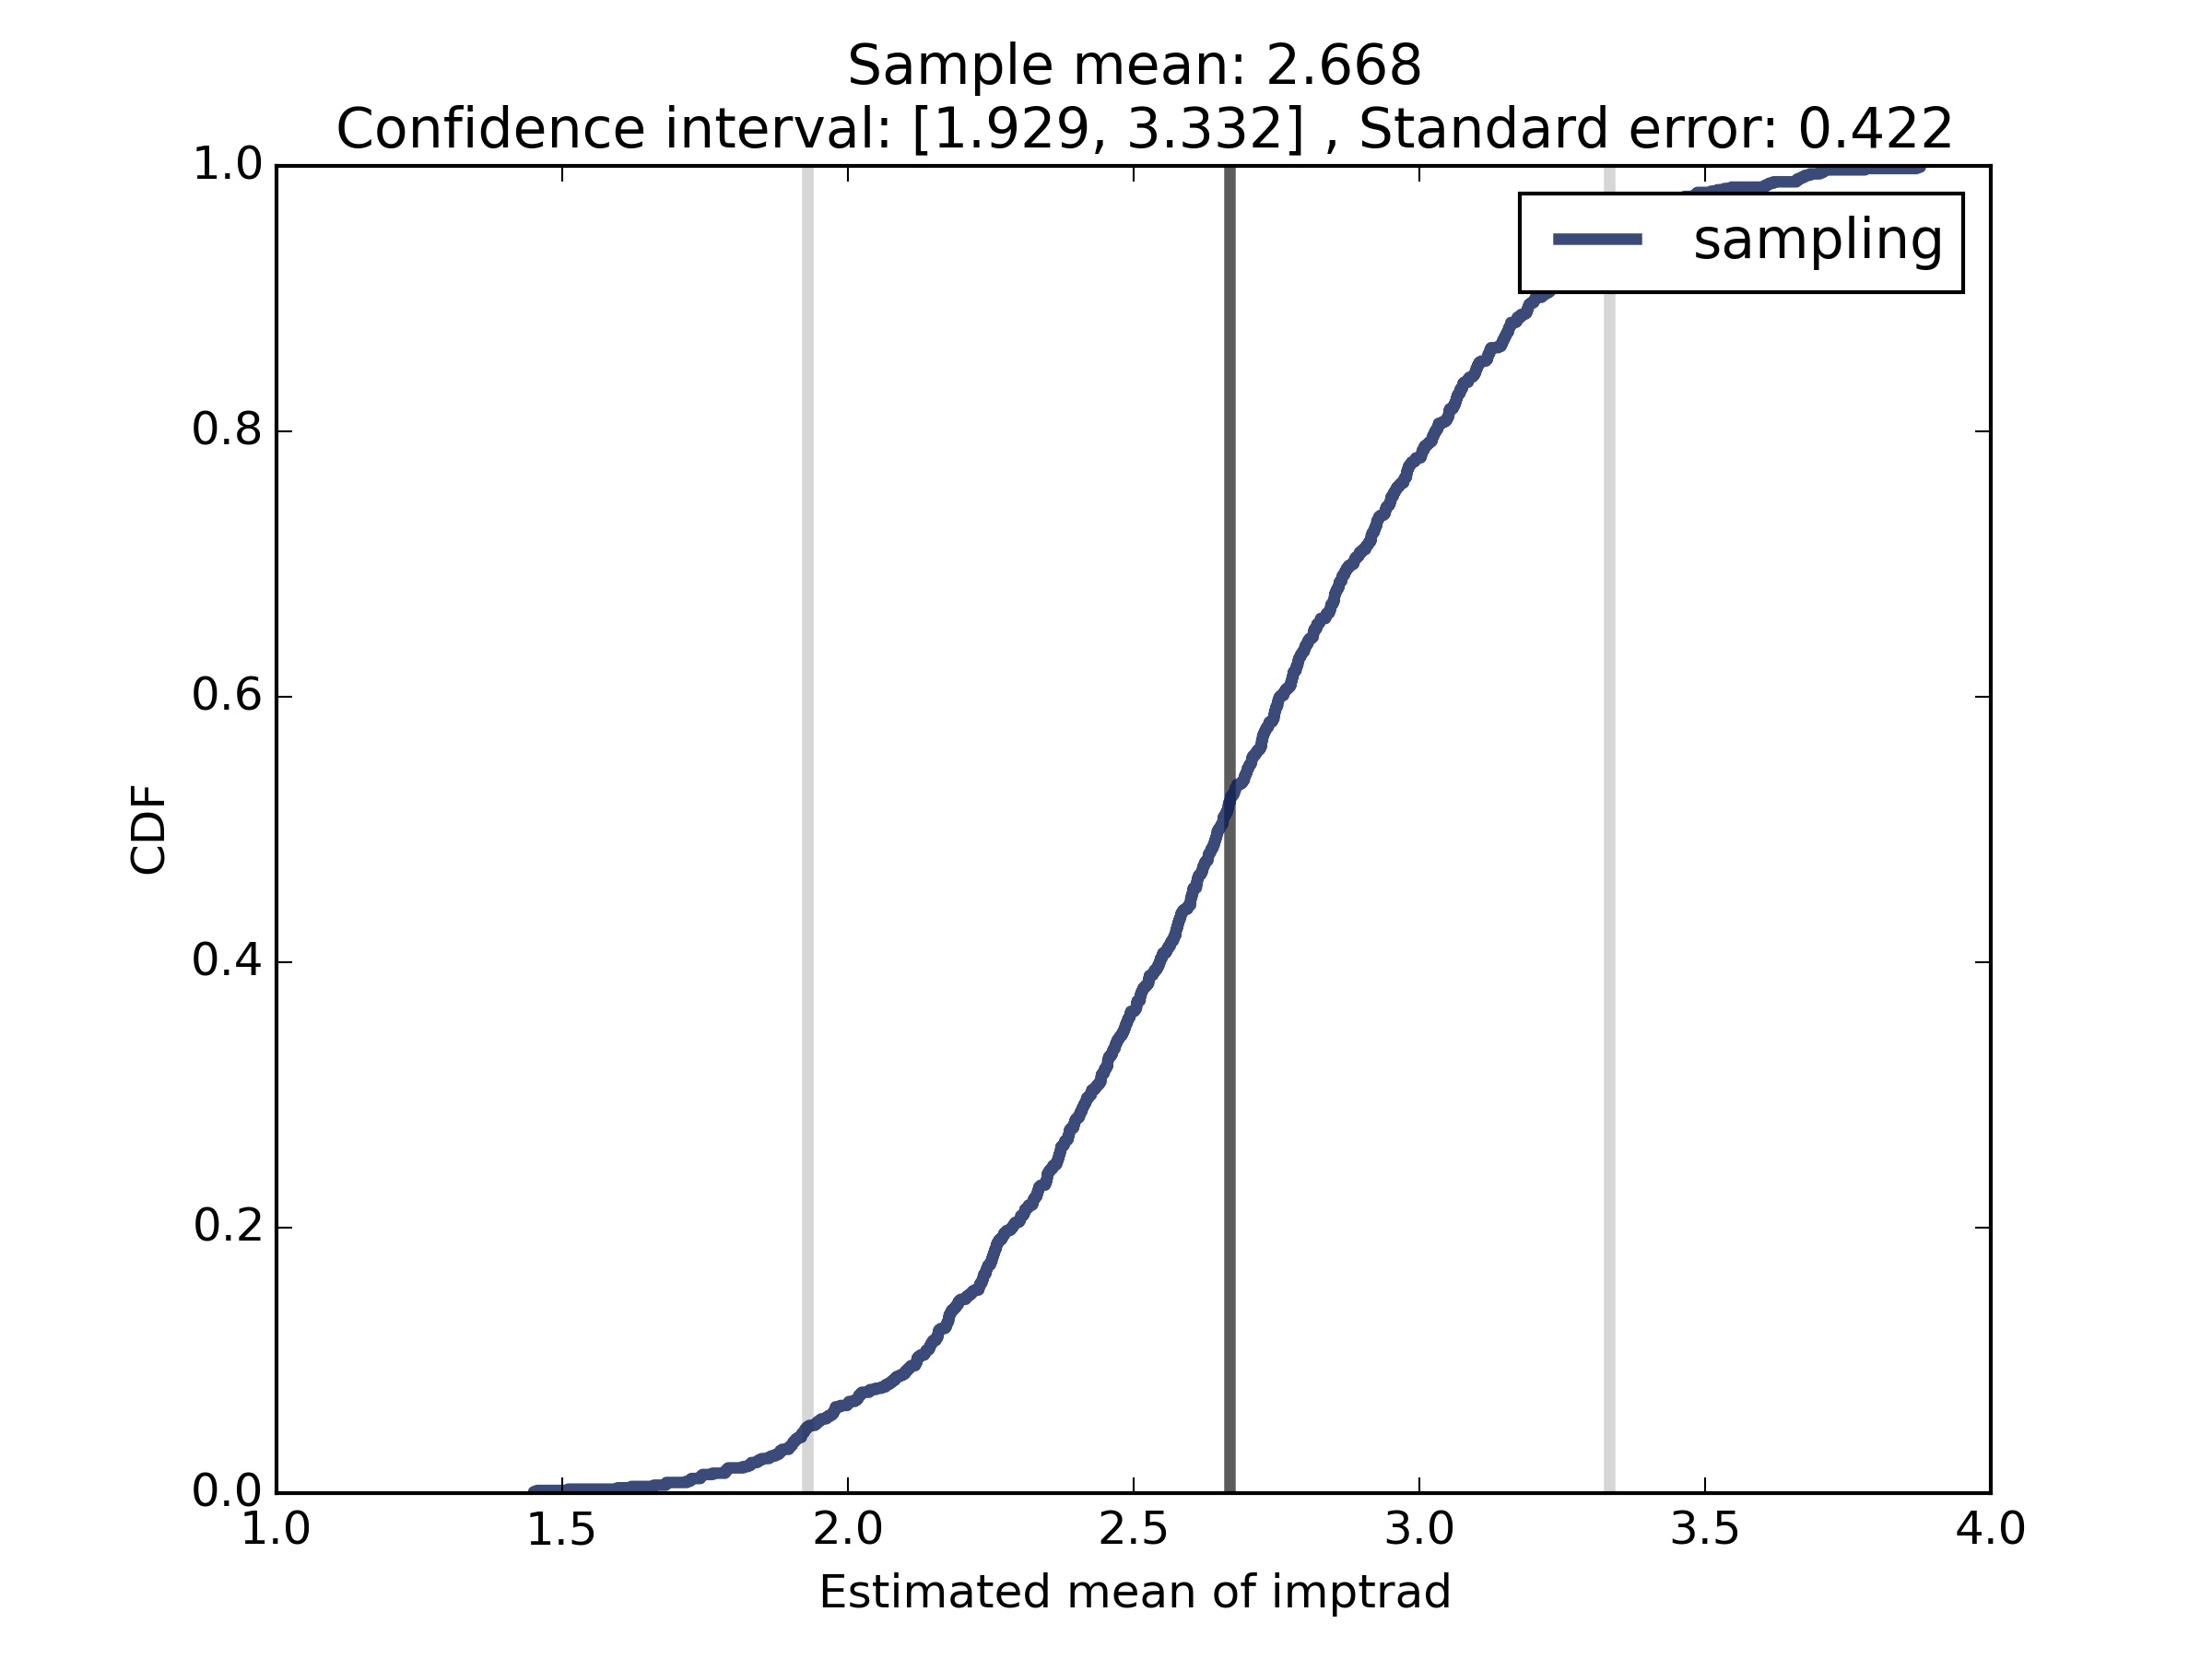 Sample mean: 2.668
Confidence interval: [1.929, 3.332] , Standard error: 0.422
sampling
1.0
0.8
0.6
0.4
0.2
0.0
CDF
1.0 1.5 2.0 2.5 3.0 3.5 4.0
Estimated mean of imptrad